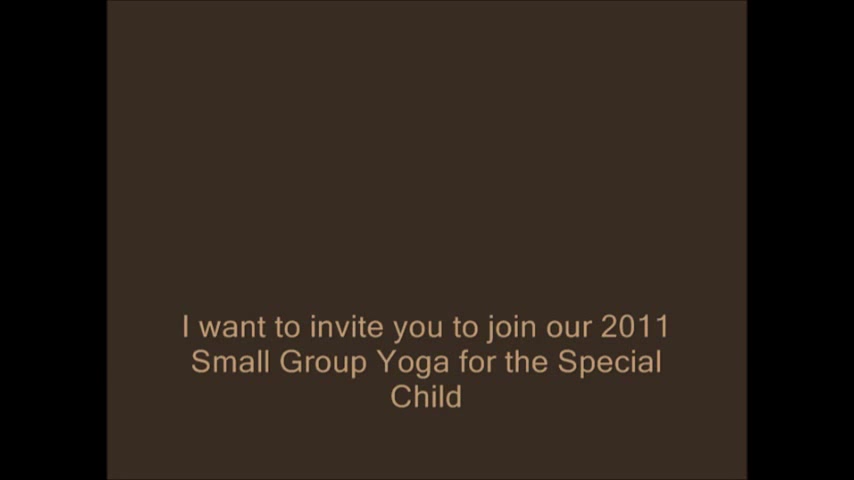 I want to invite you to join our 2011
Small Group Yoga for the Special
Child